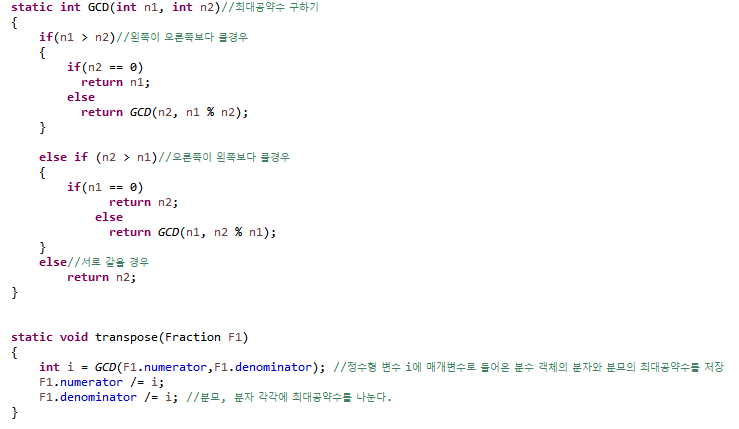 static int GCD(int n1, int n2)//최대공약수 구하기
{
if(n1 > n2)//왼쪽이 오른쪽보다 클경우
{
if(n2 == 0)
return n1;
else
return GCD(n2, n1 % n2);
}
else if (n2 > n1)//오른쪽이 왼쪽보다 클경우
{
if(n1 == 0)
return n2;
else
return GCD(n1, n2 % n1);
}
else//서로 같을 경우
return n2;
}
static void transpose(Fraction F1)
{
int i = GCD(F1.numerator,F1.denominator); //정수형 변수 i에 매개변수로 들어온 분수 객체의 분자와 분모의 최대공약수를 저장
F1.numerator /= i;
F1.denominator /= i; //분모, 분자 각각에 최대공약수를 나눈다.
}